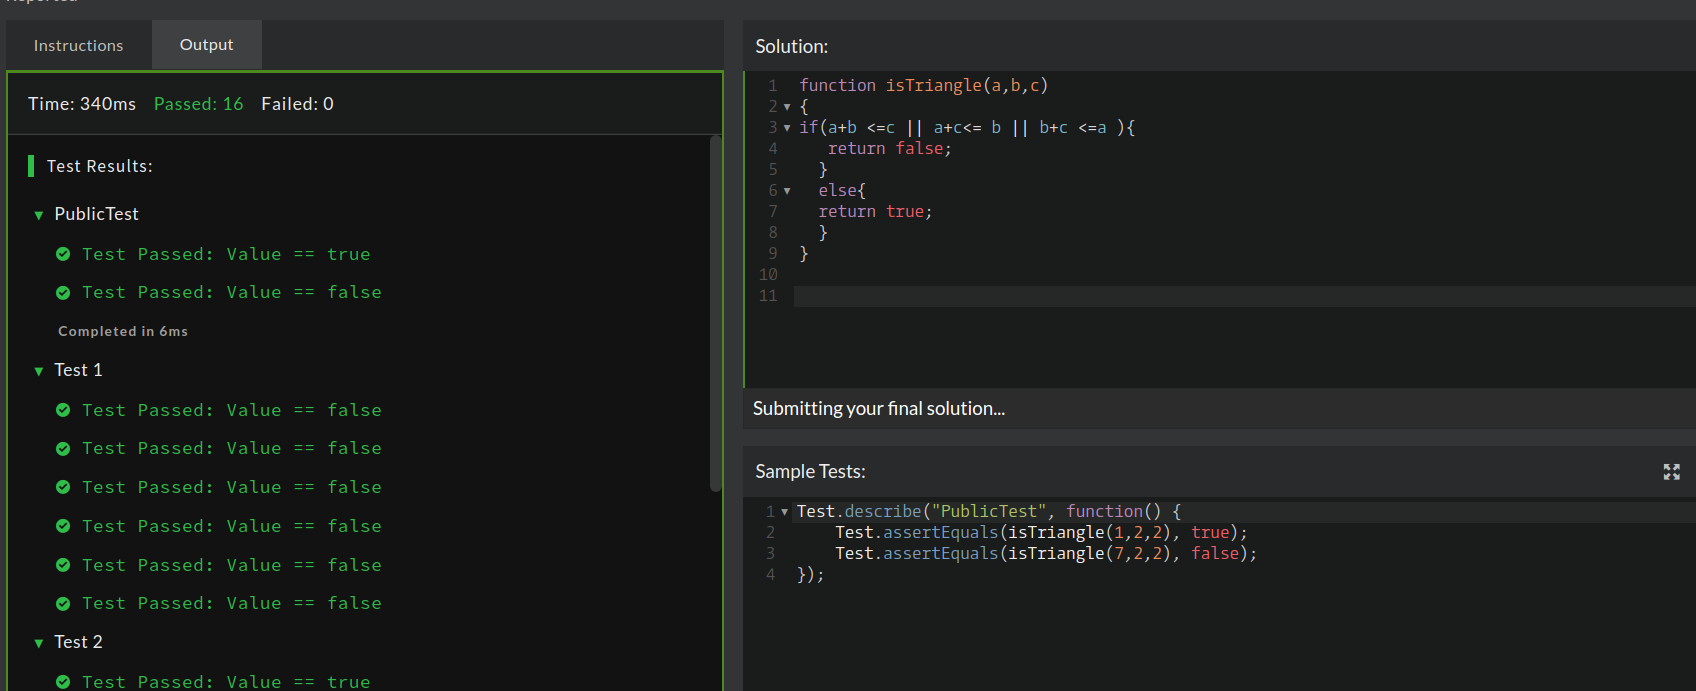 Reported
Instructions
Output
Time: 340ms Passed: 16 Failed: 0
Test Results:
PublicTest
Test Passed: Value == true
Test Passed: Value == false
Completed in 6ms
Test 1
Test Passed: Value == false
Test Passed: Value == false
Test Passed: Value == false
Test Passed: Value == false
Test Passed: Value == false
Test Passed: Value == false
Test 2
Test Passed: Value == true
Solution:
1 function isTriangle(a,b,c)
2 {
3 if(a+b <=c || a+c<= b || b+c <=a ){
4 return false;
5 }
6 else{
7 return true;
8 }
9 }
10
11
Submitting your final solution...
Sample Tests:
1 Test.describe("PublicTest", function() {
2 Test.assertEquals(isTriangle(1,2,2), true);
3 Test.assertEquals(isTriangle(7,2,2), false);
4 });